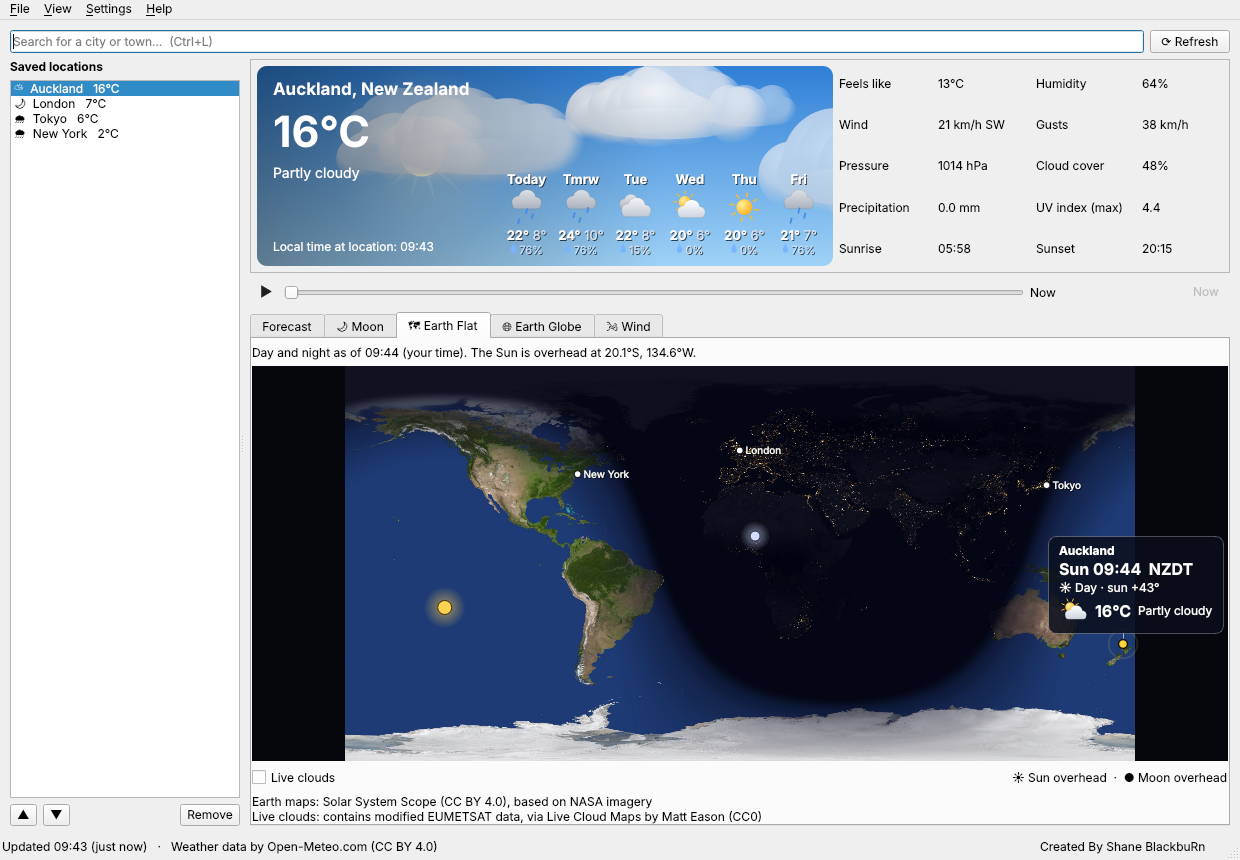 File View Settings Help
Search for a city or town... (Ctrl+L)
⟳ Refresh
Saved locations
Auckland 16°C
London 7°C
Tokyo 6°C
New York 2°C
Remove
Auckland, New Zealand
16°C
Partly cloudy
Local time at location: 09:43
Today Tmrw Tue Wed Thu Fri
22° 8° 24° 10° 22° 8° 20° 6° 20° 6° 21° 7°
76% 76% 15% 0% 0% 76%
Feels like 13°C Humidity 64%
Wind 21 km/h SW Gusts 38 km/h
Pressure 1014 hPa Cloud cover 48%
Precipitation 0.0 mm UV index (max) 4.4
Sunrise 05:58 Sunset 20:15
Now Now
Forecast Moon Earth Flat Earth Globe Wind
Day and night as of 09:44 (your time). The Sun is overhead at 20.1°S, 134.6°W.
London
New York
Tokyo
Auckland
Sun 09:44 NZDT
☀ Day · sun +43°
16°C Partly cloudy
Live clouds
☀ Sun overhead · ● Moon overhead
Earth maps: Solar System Scope (CC BY 4.0), based on NASA imagery
Live clouds: contains modified EUMETSAT data, via Live Cloud Maps by Matt Eason (CC0)
Updated 09:43 (just now) · Weather data by Open-Meteo.com (CC BY 4.0)
Created By Shane BlackbuRn